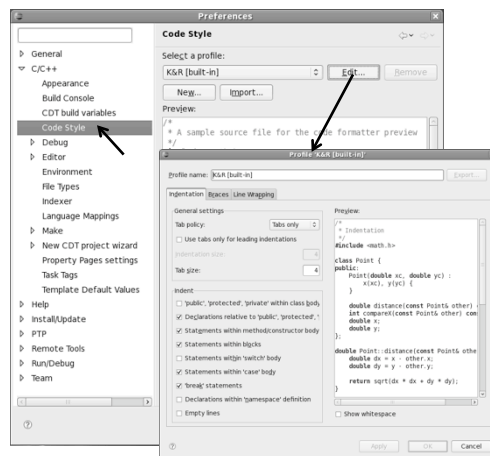 Preferences
Code Style
General
C/C++
Appearance
Build Console
CDT build variables
Code Style
Debug
Editor
Environment
File Types
Indexer
Language Mappings
Make
New CDT project wizard
Property Pages settings
Task Tags
Template Default Values
Help
Install/Update
PTP
Remote Tools
Run/Debug
Team
Select a profile:
K&R [built-in]
Edit...
Remove
New...
Import...
Preview:
/*
* A sample source file for the code formatter preview
*/
Profile 'K&R [built-in]'
Profile name: K&R [built-in]
Export...
Indentation Braces Line Wrapping
General settings
Tab policy: Tabs only
Use tabs only for leading indentations
Indentation size: 4
Tab size: 4
Indent
'public', 'protected', 'private' within class body
Declarations relative to 'public', 'protected', '
Statements within method/constructor body
Statements within blocks
Statements within 'switch' body
Statements within 'case' body
'break' statements
Declarations within 'namespace' definition
Empty lines
Preview:
/*
* Indentation
*/
#include <math.h>
class Point {
public:
Point(double xc, double yc) :
x(xc), y(yc) {
}
double distance(const Point& other)
int compareX(const Point& other) con
double x;
double y;
};
double Point::distance(const Point& othe
double dx = x - other.x;
double dy = y - other.y;
return sqrt(dx * dx + dy * dy);
}
Show whitespace
Apply
OK
Cancel